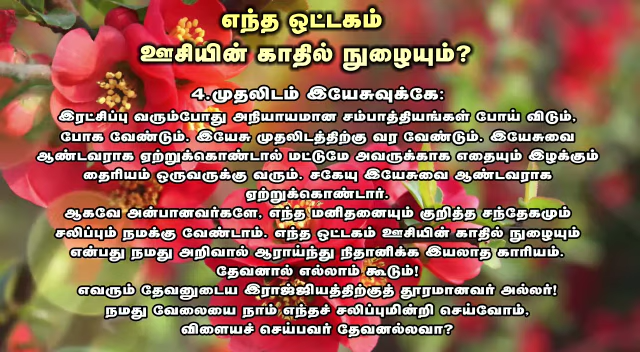 எந்த ஒட்டகம்
ஊசியின் காதில் நுழையும்?
4.முதலிடம் இயேசுவுக்கே:
இரட்சிப்பு வரும்போது அநியாயமான சம்பாத்தியங்கள் போய் விடும்,
போக வேண்டும். இயேசு முதலிடத்திற்கு வர வேண்டும். இயேசுவை
ஆண்டவராக ஏற்றுக்கொண்டால் மட்டுமே அவருக்காக எதையும் இழக்கும்
தைரியம் ஒருவருக்கு வரும். சகேயு இயேசுவை ஆண்டவராக
ஏற்றுக்கொண்டார்.
ஆகவே அன்பானவர்களே, எந்த மனிதனையும் குறித்த சந்தேகமும்
சலிப்பும் நமக்கு வேண்டாம். எந்த ஒட்டகம் ஊசியின் காதில் நுழையும்
என்பது நமது அறிவால் ஆராய்ந்து நிதானிக்க இயலாத காரியம்.
தேவனால் எல்லாம் கூடும்!
எவரும் தேவனுடைய இராஜ்ஜியத்திற்குத் தூரமானவர் அல்லர்!
நமது வேலையை நாம் எந்தச் சலிப்புமின்றி செய்வோம்,
விளையச் செய்பவர் தேவனல்லவா?